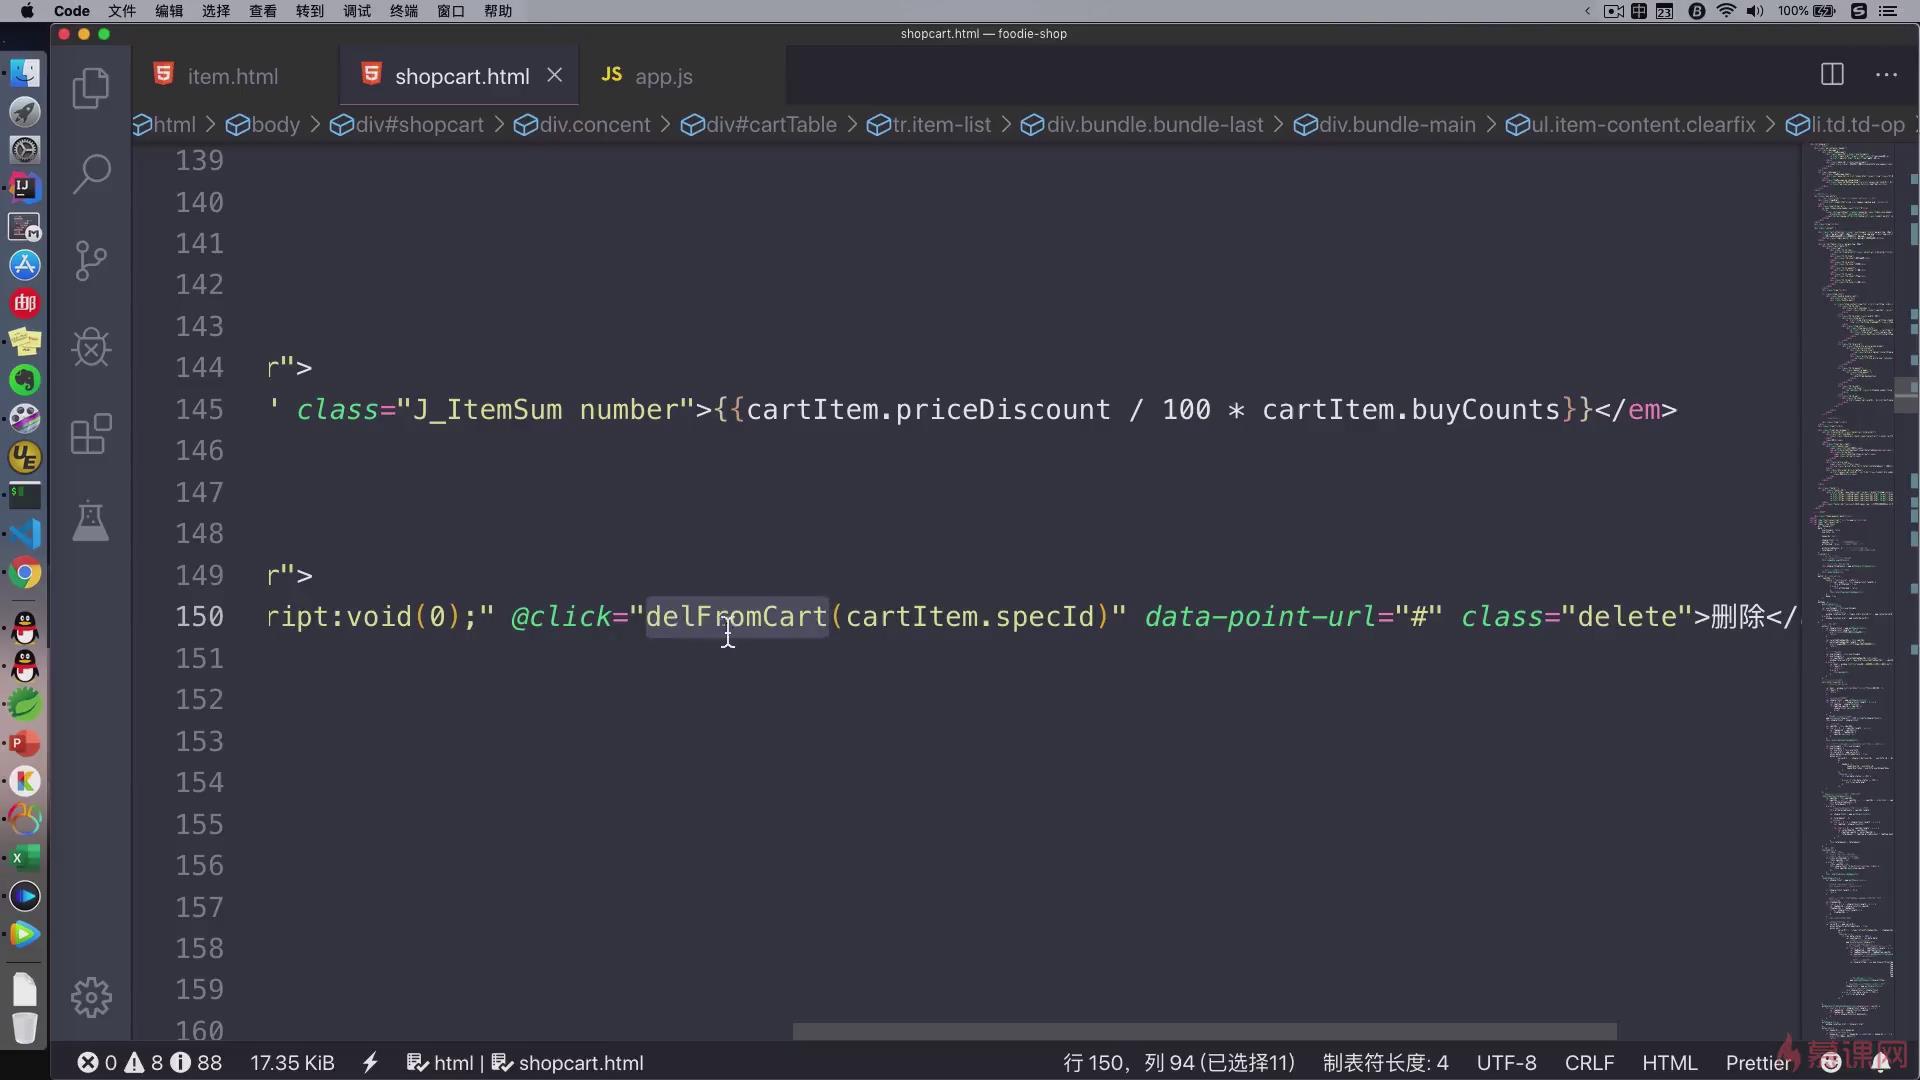 Code 文件 编辑 选择 查看 转到 调试 终端 窗口 帮助 中 23 100%
shopcart.html — foodie-shop
item.html shopcart.html JS app.js
html > body > div#shopcart > div.concent > div#cartTable > tr.item-list > div.bundle.bundle-last > div.bundle-main > ul.item-content.clearfix > li.td.td-op
139
140
141
142
143
144 r">
145 ' class="J_ItemSum number">{{cartItem.priceDiscount / 100 * cartItem.buyCounts}}</em>
146
147
148
149 r">
150 ript:void(0);" @click="delFromCart(cartItem.specId)" data-point-url="#" class="delete">删除</
151
152
153
154
155
156
157
158
159
160
0 8 88 17.35 KiB html | shopcart.html 行 150，列 94 (已选择11) 制表符长度: 4 UTF-8 CRLF HTML Prettier
慕课网